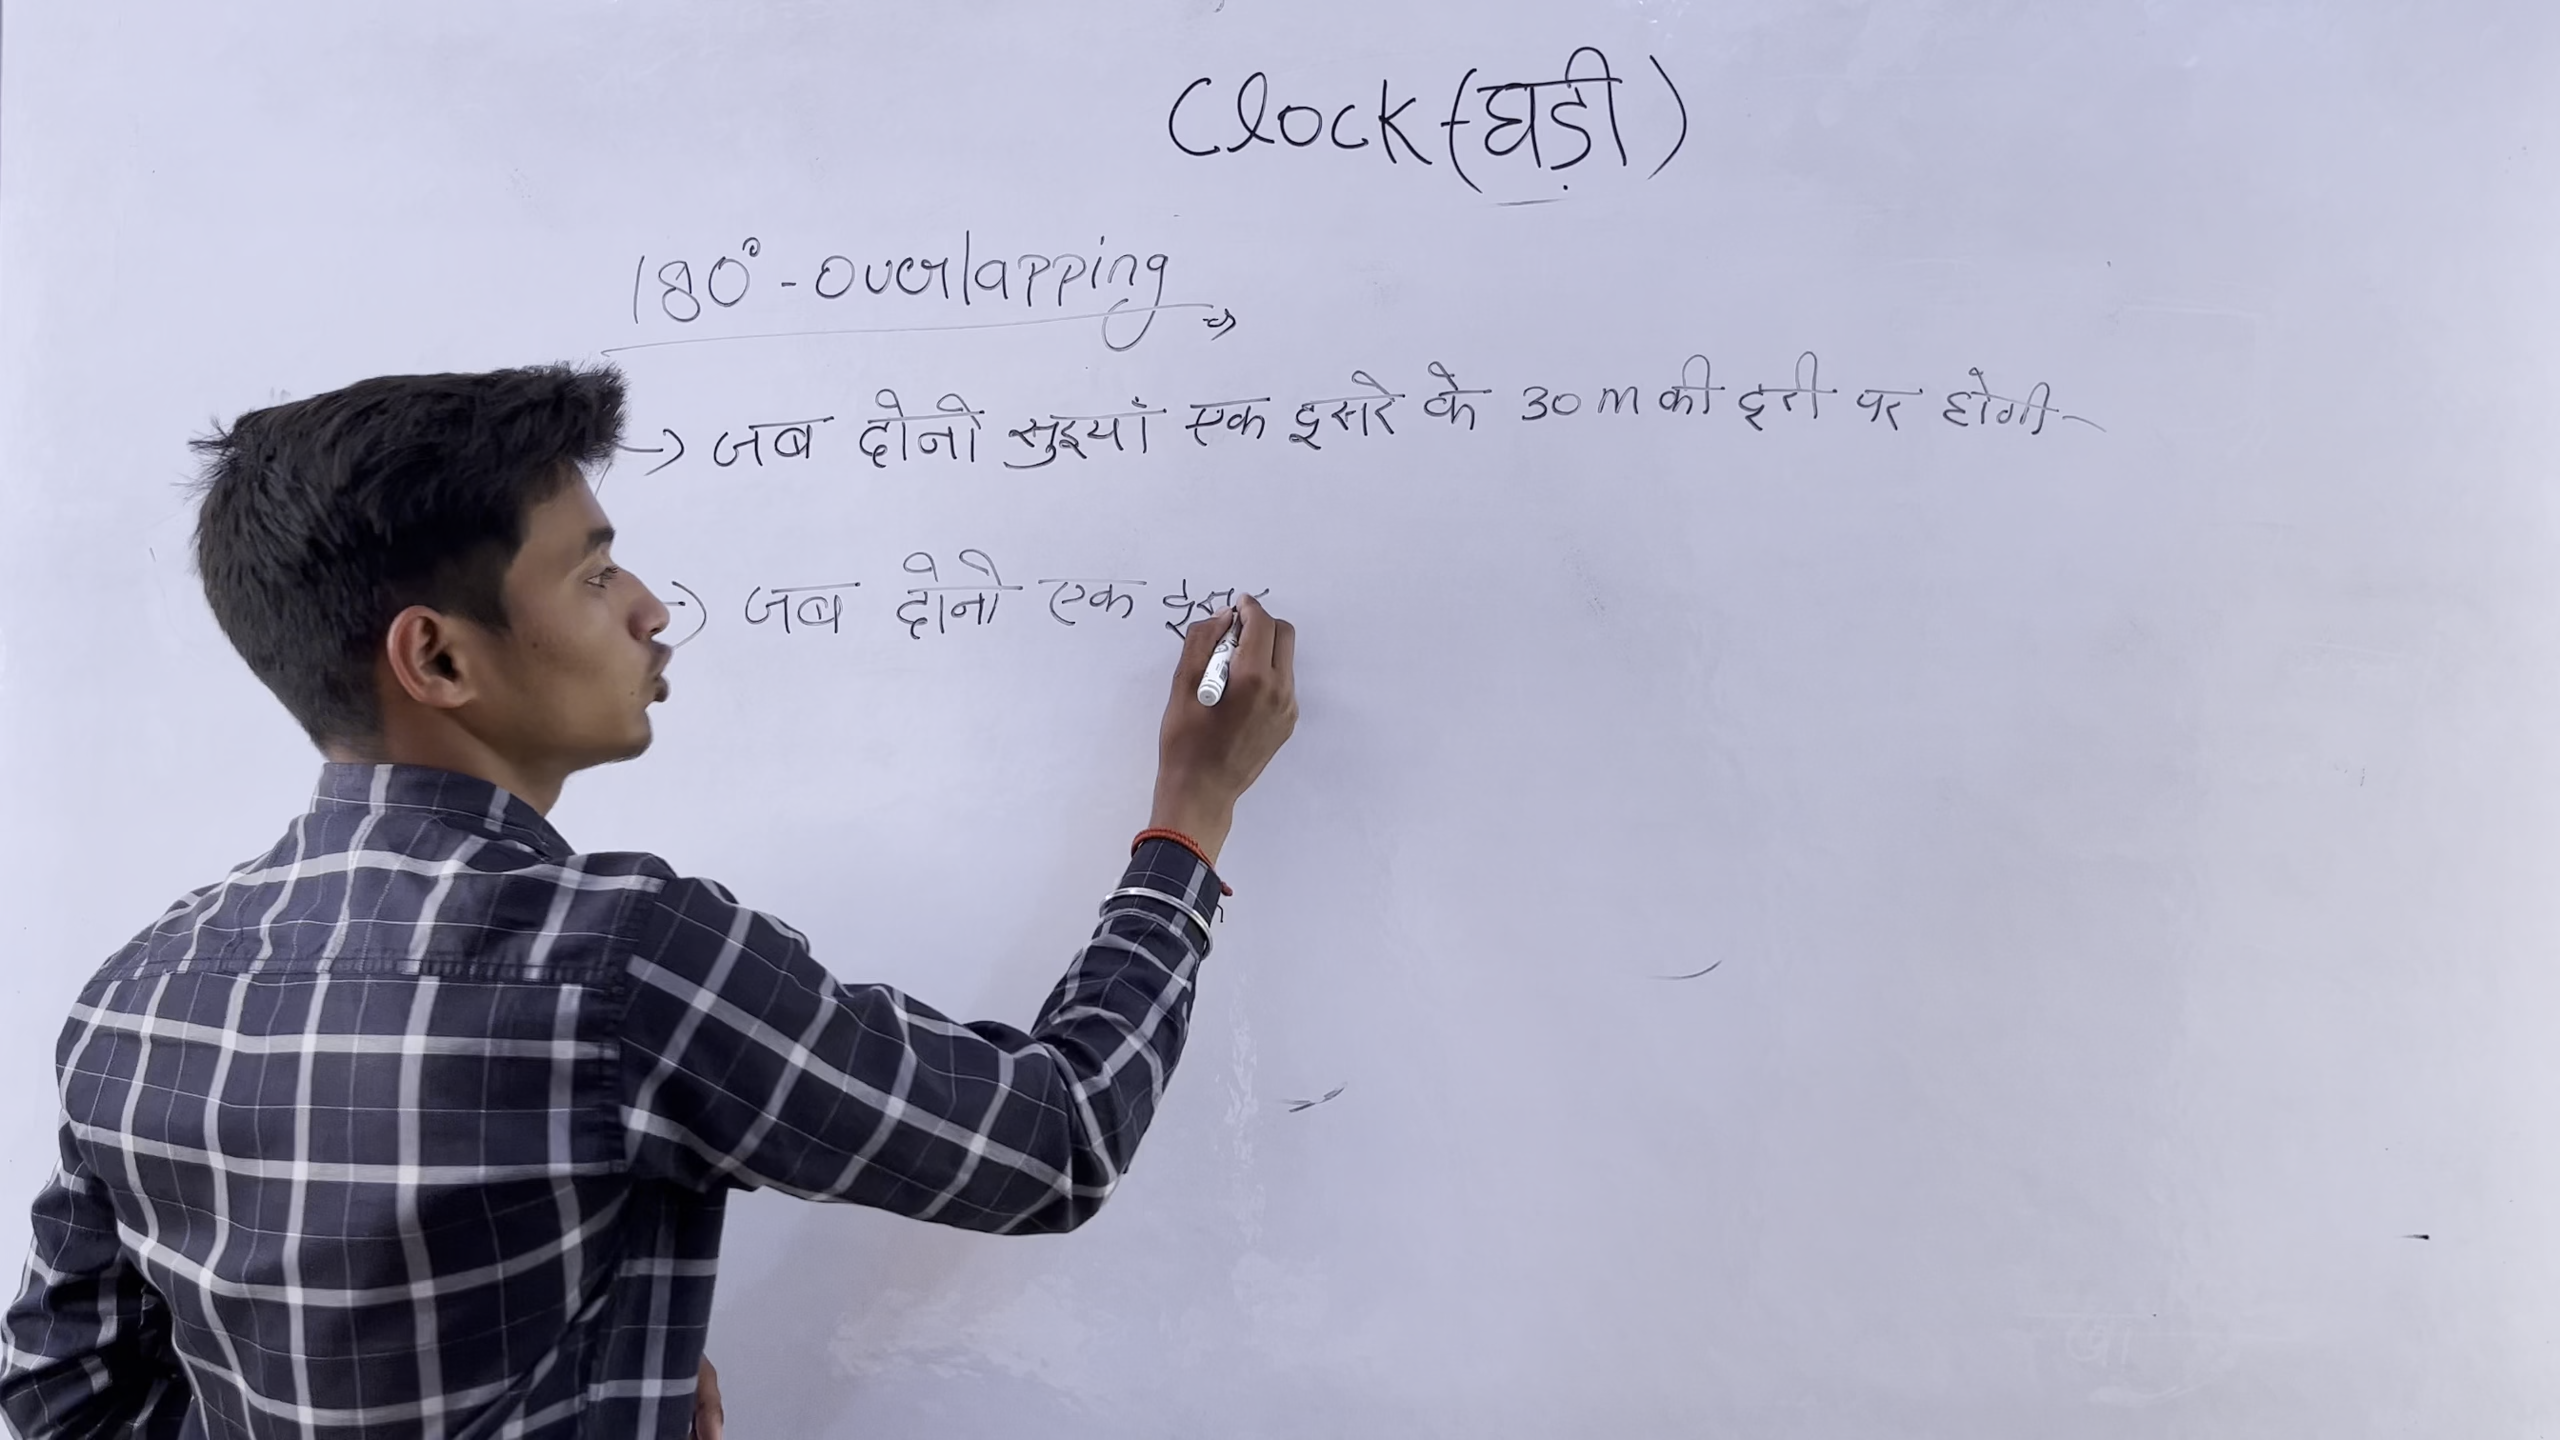 Clock (घड़ी)
180° - overlapping
→ जब दोनो सुइयाँ एक दुसरे के 30 m की दुरी पर होगी
→ जब दोनो एक